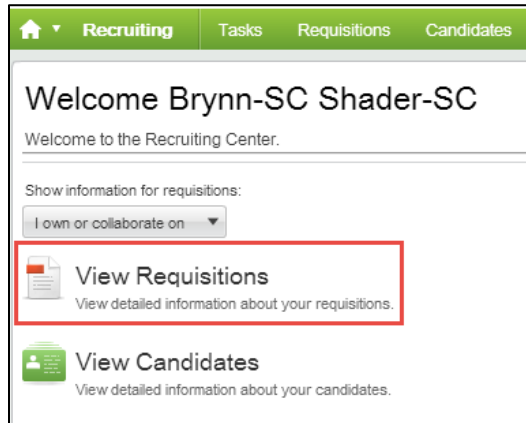 Recruiting Tasks Requisitions Candidates
Welcome Brynn-SC Shader-SC
Welcome to the Recruiting Center.
Show information for requisitions:
I own or collaborate on
View Requisitions
View detailed information about your requisitions.
View Candidates
View detailed information about your candidates.